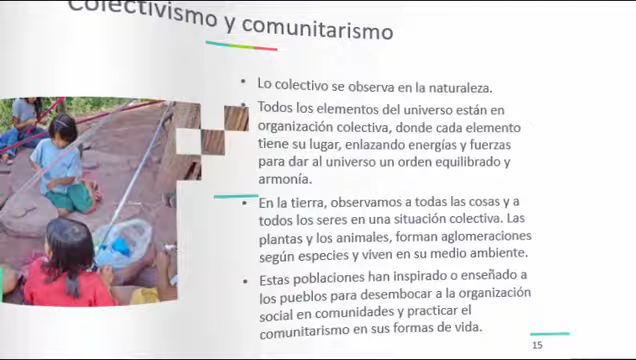 Colectivismo y comunitarismo
• Lo colectivo se observa en la naturaleza.
• Todos los elementos del universo están en
organización colectiva, donde cada elemento
tiene su lugar, enlazando energías y fuerzas
para dar al universo un orden equilibrado y
armonía.
• En la tierra, observamos a todas las cosas y a
todos los seres en una situación colectiva. Las
plantas y los animales, forman aglomeraciones
según especies y viven en su medio ambiente.
• Estas poblaciones han inspirado o enseñado a
los pueblos para desembocar a la organización
social en comunidades y practicar el
comunitarismo en sus formas de vida.
15